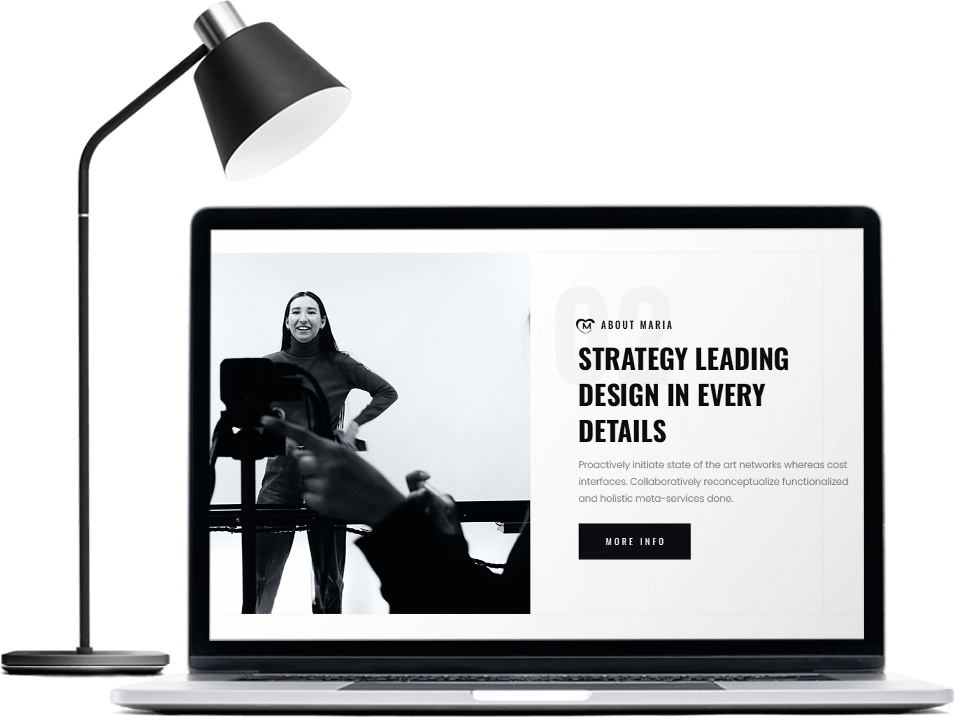 02
M ABOUT MARIA
STRATEGY LEADING
DESIGN IN EVERY
DETAILS
Proactively initiate state of the art networks whereas cost
interfaces. Collaboratively reconceptualize functionalized
and holistic meta-services done.
MORE INFO